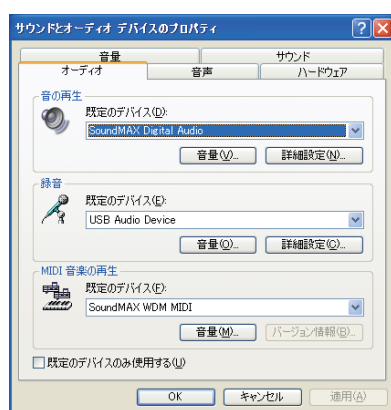 サウンドとオーディオ デバイスのプロパティ
音量 サウンド
オーディオ 音声 ハードウェア
音の再生
既定のデバイス(D):
SoundMAX Digital Audio
音量(V)... 詳細設定(N)...
録音
既定のデバイス(E):
USB Audio Device
音量(O)... 詳細設定(C)...
MIDI 音楽の再生
既定のデバイス(F):
SoundMAX WDM MIDI
音量(M)... バージョン情報(B)...
既定のデバイスのみ使用する(U)
OK キャンセル 適用(A)